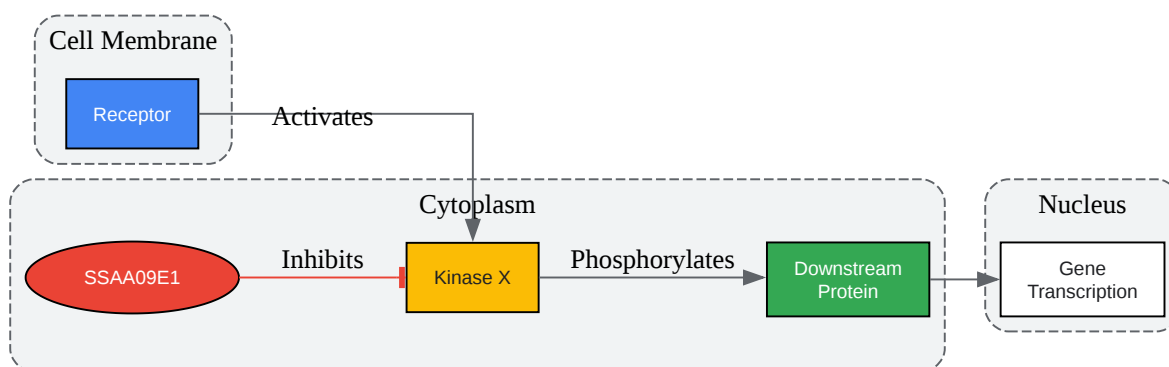 Cell Membrane
Receptor
Activates
Cytoplasm
Nucleus
SSAA09E1
Inhibits
Kinase X
Phosphorylates
Downstream
Protein
Gene
Transcription